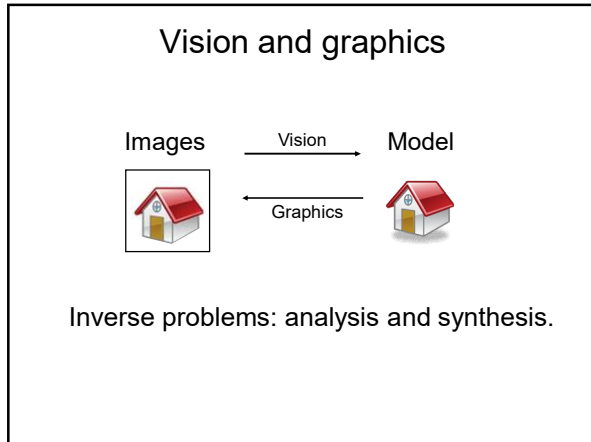 Vision and graphics
Images
Vision
Model
Graphics
Inverse problems: analysis and synthesis.